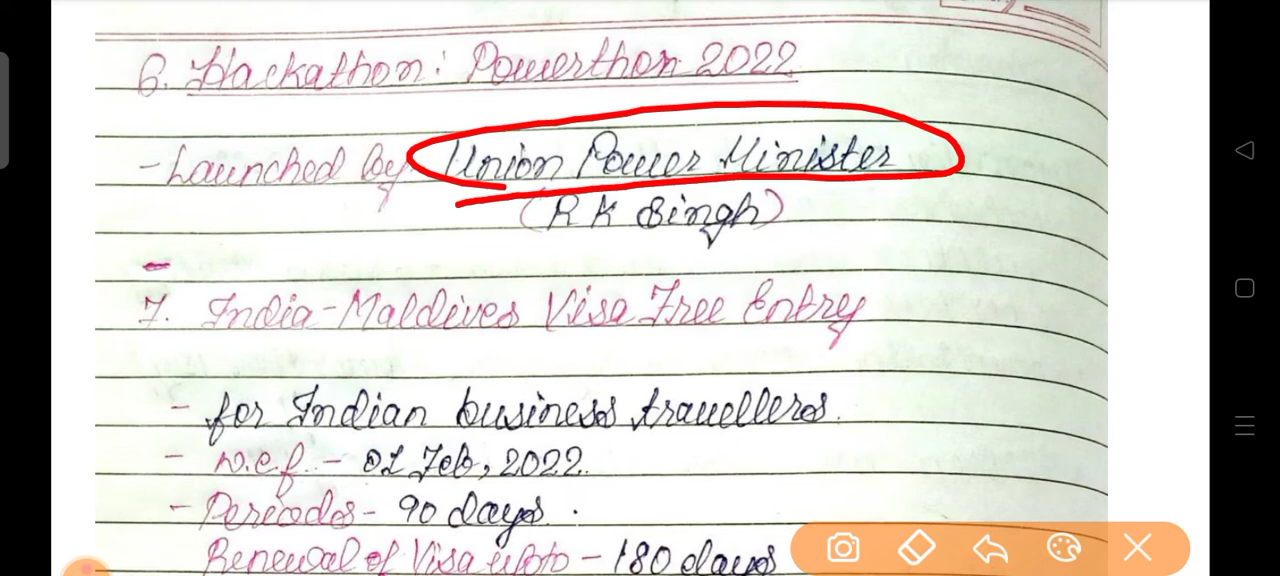 6. Hackathon: Powerthon 2022
- Launched by Union Power Minister
(R K Singh)
-
7. India-Maldives Visa Free Entry
- for Indian business travellers.
- w.e.f. - 01 Feb, 2022.
- Periods - 90 days.
Renewal of Visa upto - 180 days